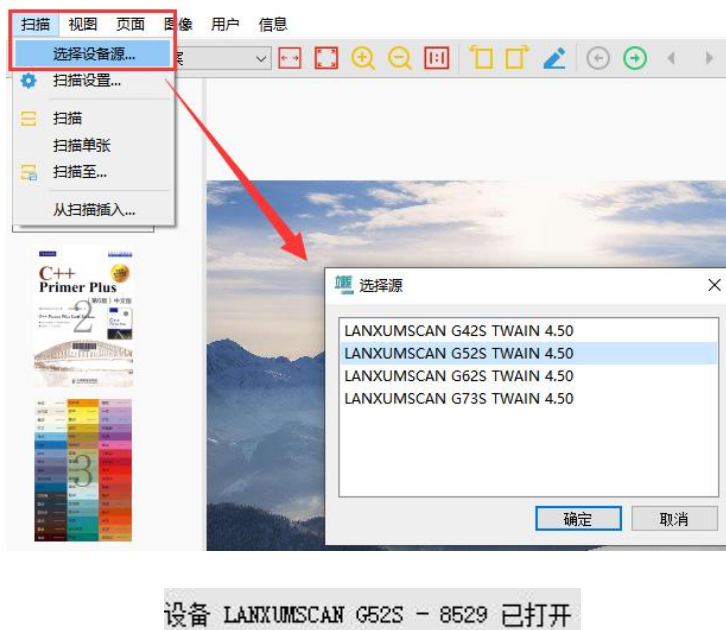 扫描 视图 页面 图像 用户 信息
选择设备源...
扫描设置...
扫描
扫描单张
扫描至...
从扫描插入...
C++
Primer Plus
2
3
选择源
LANXUMSCAN G42S TWAIN 4.50
LANXUMSCAN G52S TWAIN 4.50
LANXUMSCAN G62S TWAIN 4.50
LANXUMSCAN G73S TWAIN 4.50
确定 取消
设备 LANXUMSCAN G52S - 8529 已打开